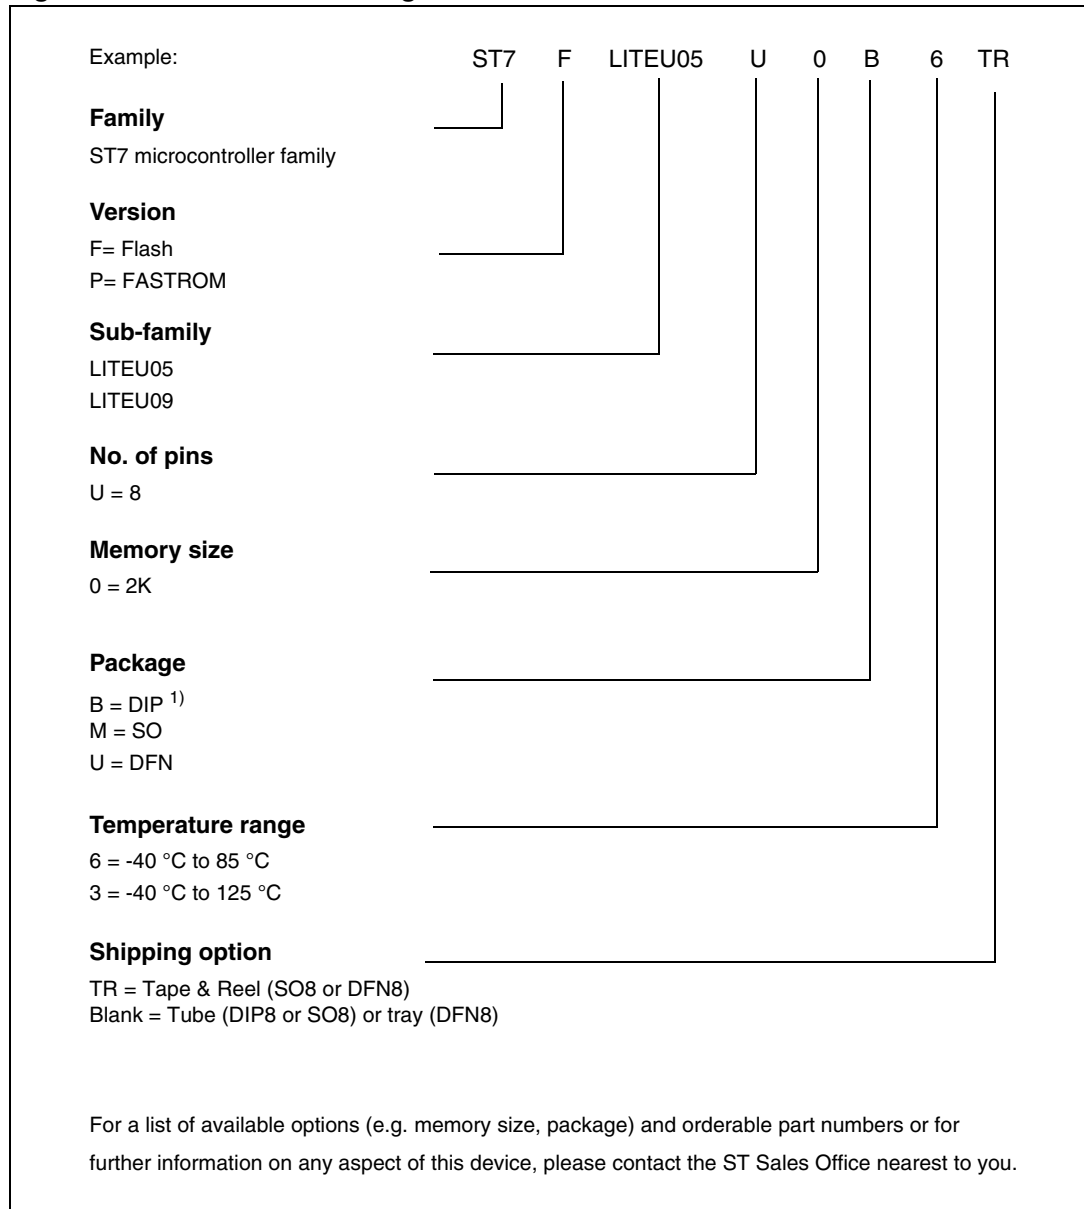 Example: ST7 F LITEU05 U 0 B 6 TR
Family
ST7 microcontroller family
Version
F= Flash
P= FASTROM
Sub-family
LITEU05
LITEU09
No. of pins
U = 8
Memory size
0 = 2K
Package
B = DIP 1)
M = SO
U = DFN
Temperature range
6 = -40 °C to 85 °C
3 = -40 °C to 125 °C
Shipping option
TR = Tape & Reel (SO8 or DFN8)
Blank = Tube (DIP8 or SO8) or tray (DFN8)
For a list of available options (e.g. memory size, package) and orderable part numbers or for
further information on any aspect of this device, please contact the ST Sales Office nearest to you.